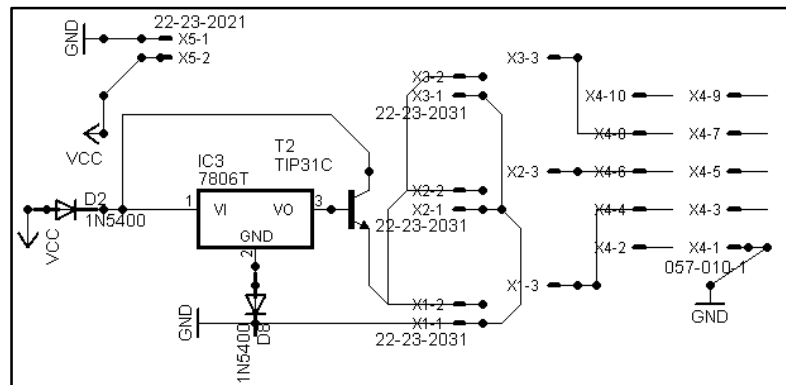 22-23-2021
GND
X5-1
X5-2
VCC
X3-2
X3-1
22-23-2031
X3-3
X4-10
X4-9
X4-8
X4-7
T2
TIP31C
IC3
7806T
1
VI
VO
3
GND
2
D2
1N5400
VCC
X2-2
X2-1
22-23-2031
X2-3
X4-6
X4-5
X4-4
X4-3
X4-2
X4-1
057-010-1
GND
GND
1N5400
D8
X1-2
X1-1
22-23-2031
X1-3